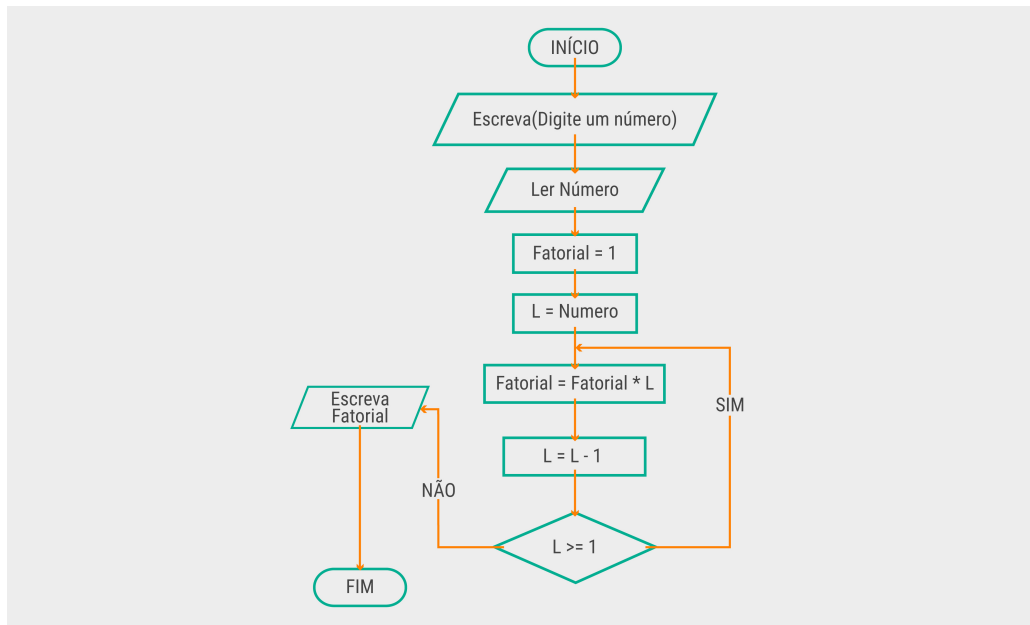 INÍCIO
Escreva(Digite um número)
Ler Número
Fatorial = 1
L = Numero
Fatorial = Fatorial * L
L = L - 1
L >= 1
SIM
NÃO
Escreva
Fatorial
FIM